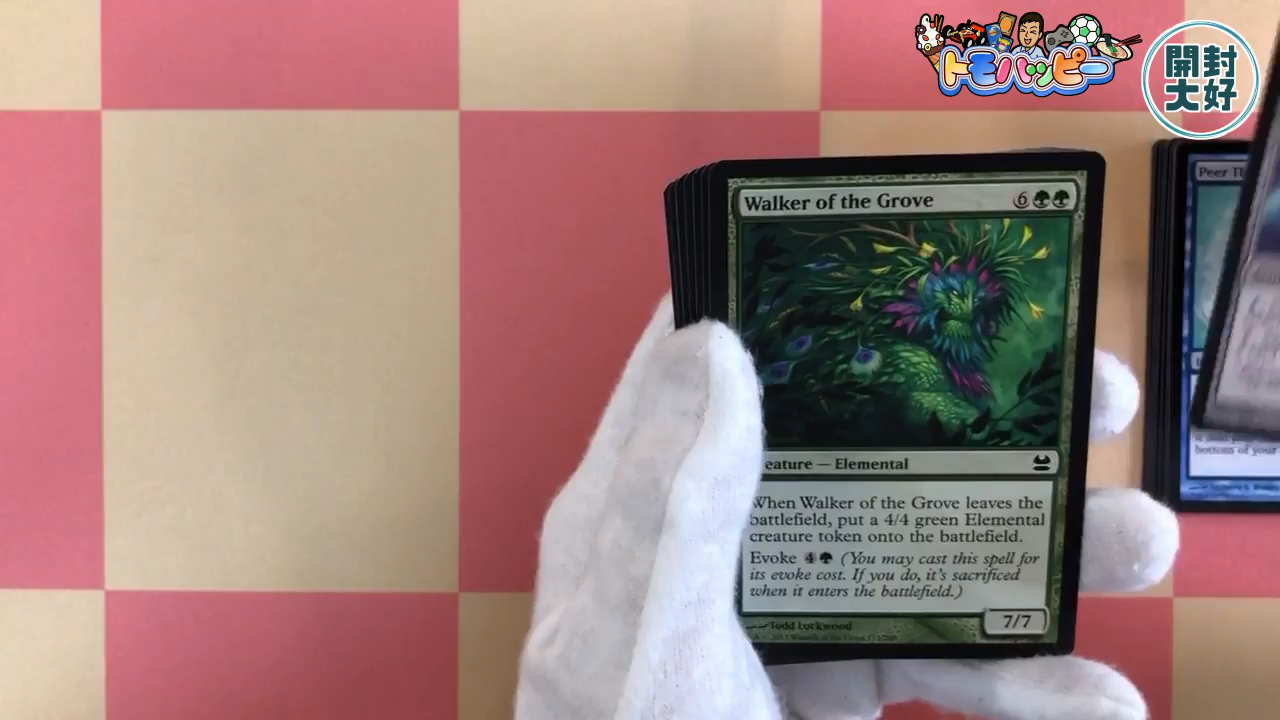 トモハッピー
開封
大好
Peer
Walker of the Grove 6
eature — Elemental
When Walker of the Grove leaves the
battlefield, put a 4/4 green Elemental
creature token onto the battlefield.
Evoke 4 (You may cast this spell for
its evoke cost. If you do, it's sacrificed
when it enters the battlefield.)
7/7
Todd Lockwood
bottom of your